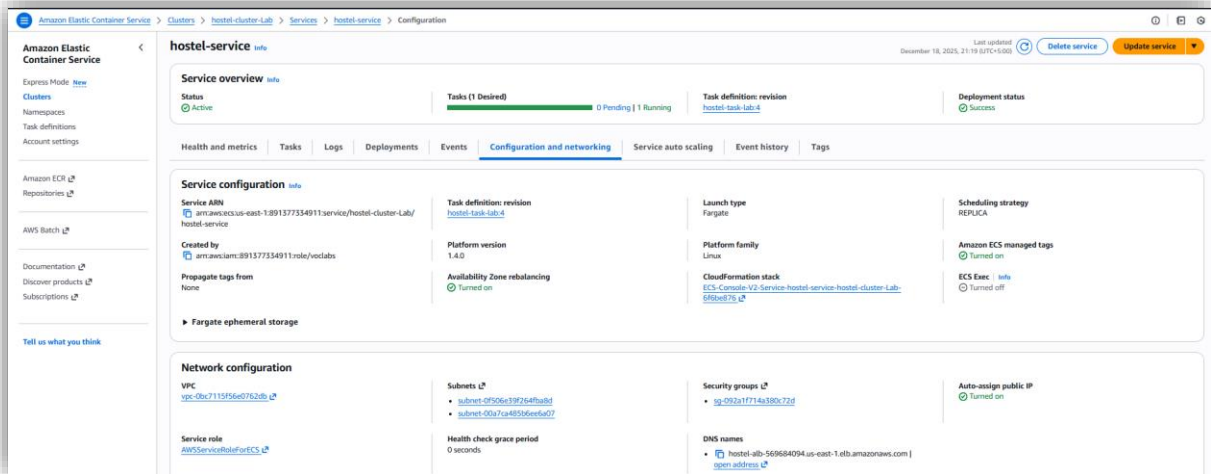 Amazon Elastic Container Service > Clusters > hostel-cluster-Lab > Services > hostel-service > Configuration
Amazon Elastic
Container Service
Express Mode New
Clusters
Namespaces
Task definitions
Account settings
Amazon ECR
Repositories
AWS Batch
Documentation
Discover products
Subscriptions
Tell us what you think
hostel-service Info
Last updated
December 18, 2025, 21:19 (UTC+5:00)
Delete service
Update service
Service overview Info
Status
Active
Tasks (1 Desired)
0 Pending | 1 Running
Task definition: revision
hostel-task-lab:4
Deployment status
Success
Health and metrics
Tasks
Logs
Deployments
Events
Configuration and networking
Service auto scaling
Event history
Tags
Service configuration Info
Service ARN
arn:aws:ecs:us-east-1:891377334911:service/hostel-cluster-Lab/
hostel-service
Task definition: revision
hostel-task-lab:4
Launch type
Fargate
Scheduling strategy
REPLICA
Created by
arn:aws:iam::891377334911:role/voclabs
Platform version
1.4.0
Platform family
Linux
Amazon ECS managed tags
Turned on
Propagate tags from
None
Availability Zone rebalancing
Turned on
CloudFormation stack
ECS-Console-V2-Service-hostel-service-hostel-cluster-Lab-
6f6be876
ECS Exec | Info
Turned off
Fargate ephemeral storage
Network configuration
VPC
vpc-0bc7115f56e0762db
Subnets
subnet-0f506e39f264fba8d
subnet-00a7ca485b6ee6a07
Security groups
sg-092a1f714a380c72d
Auto-assign public IP
Turned on
Service role
AWSServiceRoleForECS
Health check grace period
0 seconds
DNS names
hostel-alb-569684094.us-east-1.elb.amazonaws.com |
open address